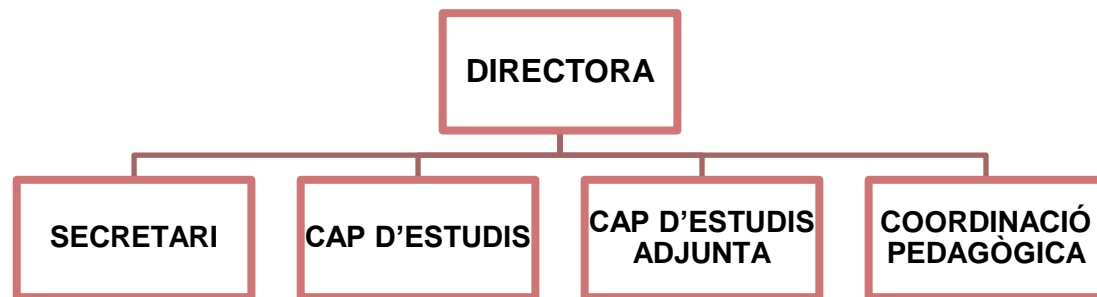 DIRECTORA
SECRETARI
CAP D’ESTUDIS
CAP D’ESTUDIS
ADJUNTA
COORDINACIÓ
PEDAGÒGICA